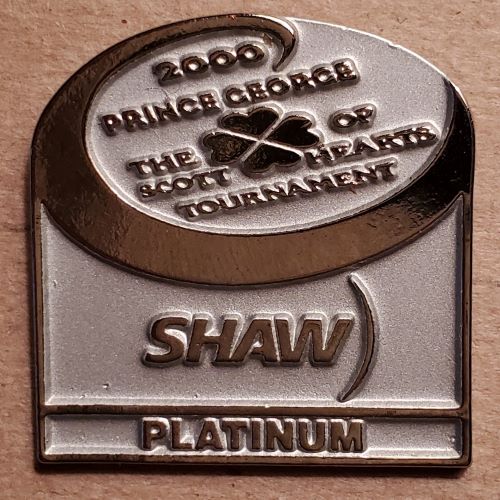 2000
PRINCE GEORGE
THE OF
SCOTT HEARTS
TOURNAMENT
SHAW
PLATINUM